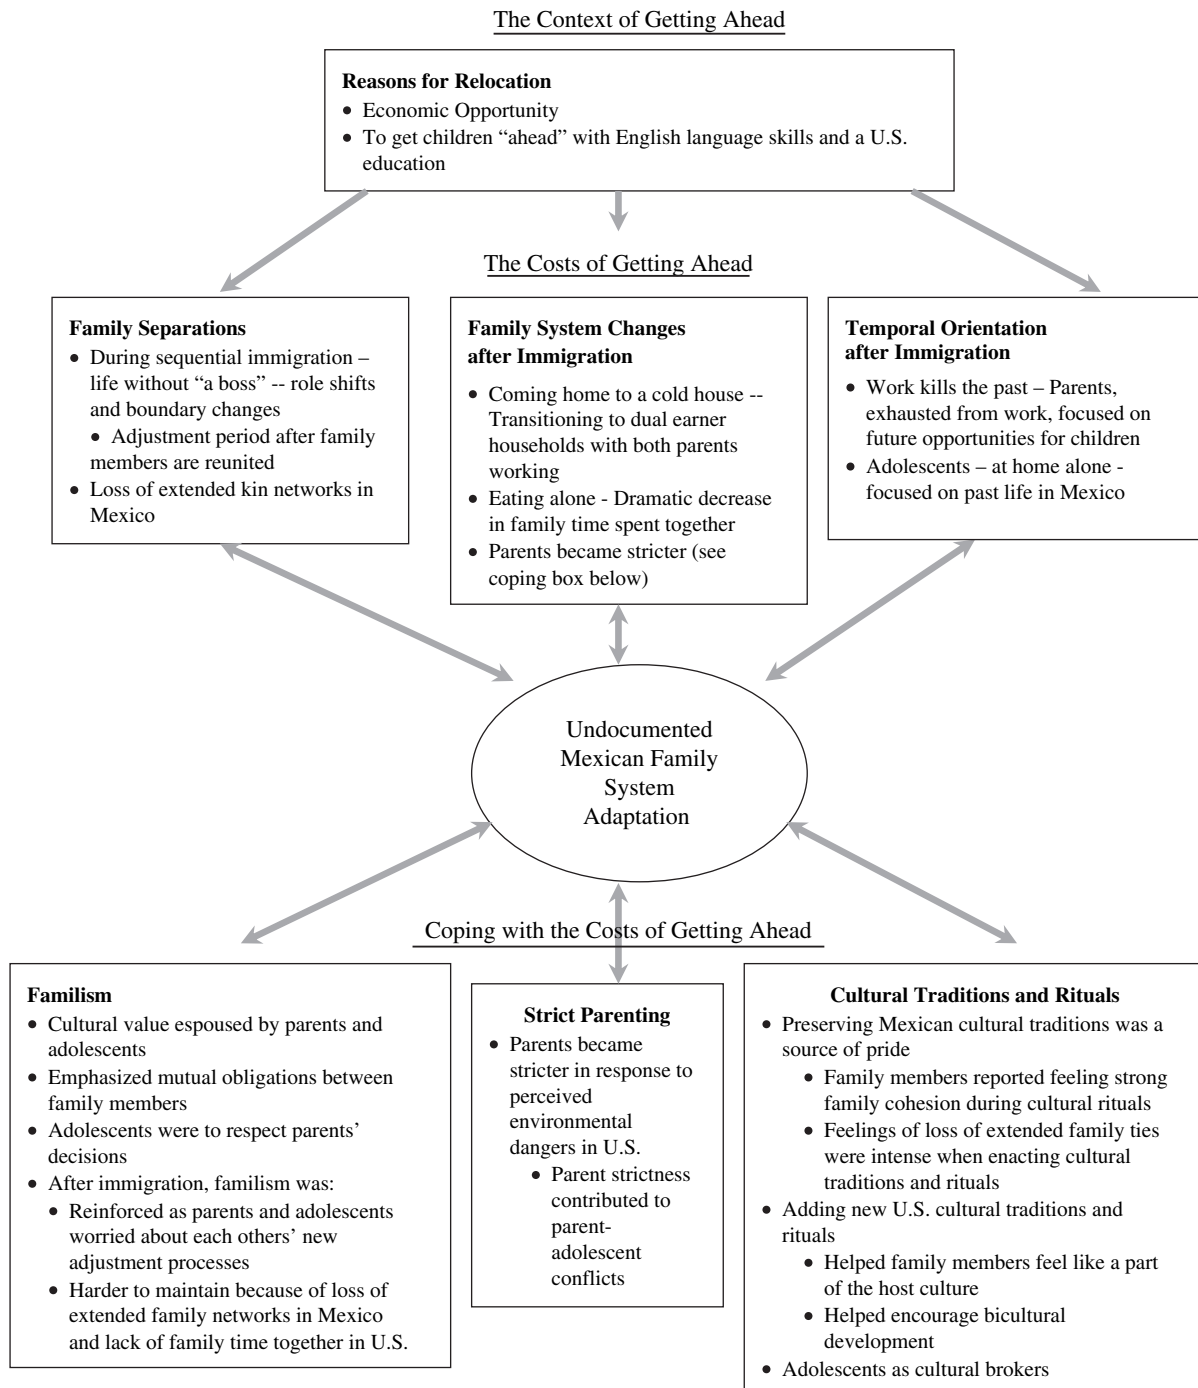 The Context of Getting Ahead
Reasons for Relocation
• Economic Opportunity
• To get children “ahead” with English language skills and a U.S.
education
The Costs of Getting Ahead
Family Separations
• During sequential immigration –
life without “a boss” -- role shifts
and boundary changes
• Adjustment period after family
members are reunited
• Loss of extended kin networks in
Mexico
Family System Changes
after Immigration
• Coming home to a cold house --
Transitioning to dual earner
households with both parents
working
• Eating alone - Dramatic decrease
in family time spent together
• Parents became stricter (see
coping box below)
Temporal Orientation
after Immigration
• Work kills the past – Parents,
exhausted from work, focused on
future opportunities for children
• Adolescents – at home alone -
focused on past life in Mexico
Undocumented
Mexican Family
System
Adaptation
Coping with the Costs of Getting Ahead
Familism
• Cultural value espoused by parents and
adolescents
• Emphasized mutual obligations between
family members
• Adolescents were to respect parents’
decisions
• After immigration, familism was:
• Reinforced as parents and adolescents
worried about each others’ new
adjustment processes
• Harder to maintain because of loss of
extended family networks in Mexico
and lack of family time together in U.S.
Strict Parenting
• Parents became
stricter in response to
perceived
environmental
dangers in U.S.
• Parent strictness
contributed to
parent-
adolescent
conflicts
Cultural Traditions and Rituals
• Preserving Mexican cultural traditions was a
source of pride
• Family members reported feeling strong
family cohesion during cultural rituals
• Feelings of loss of extended family ties
were intense when enacting cultural
traditions and rituals
• Adding new U.S. cultural traditions and
rituals
• Helped family members feel like a part
of the host culture
• Helped encourage bicultural
development
• Adolescents as cultural brokers